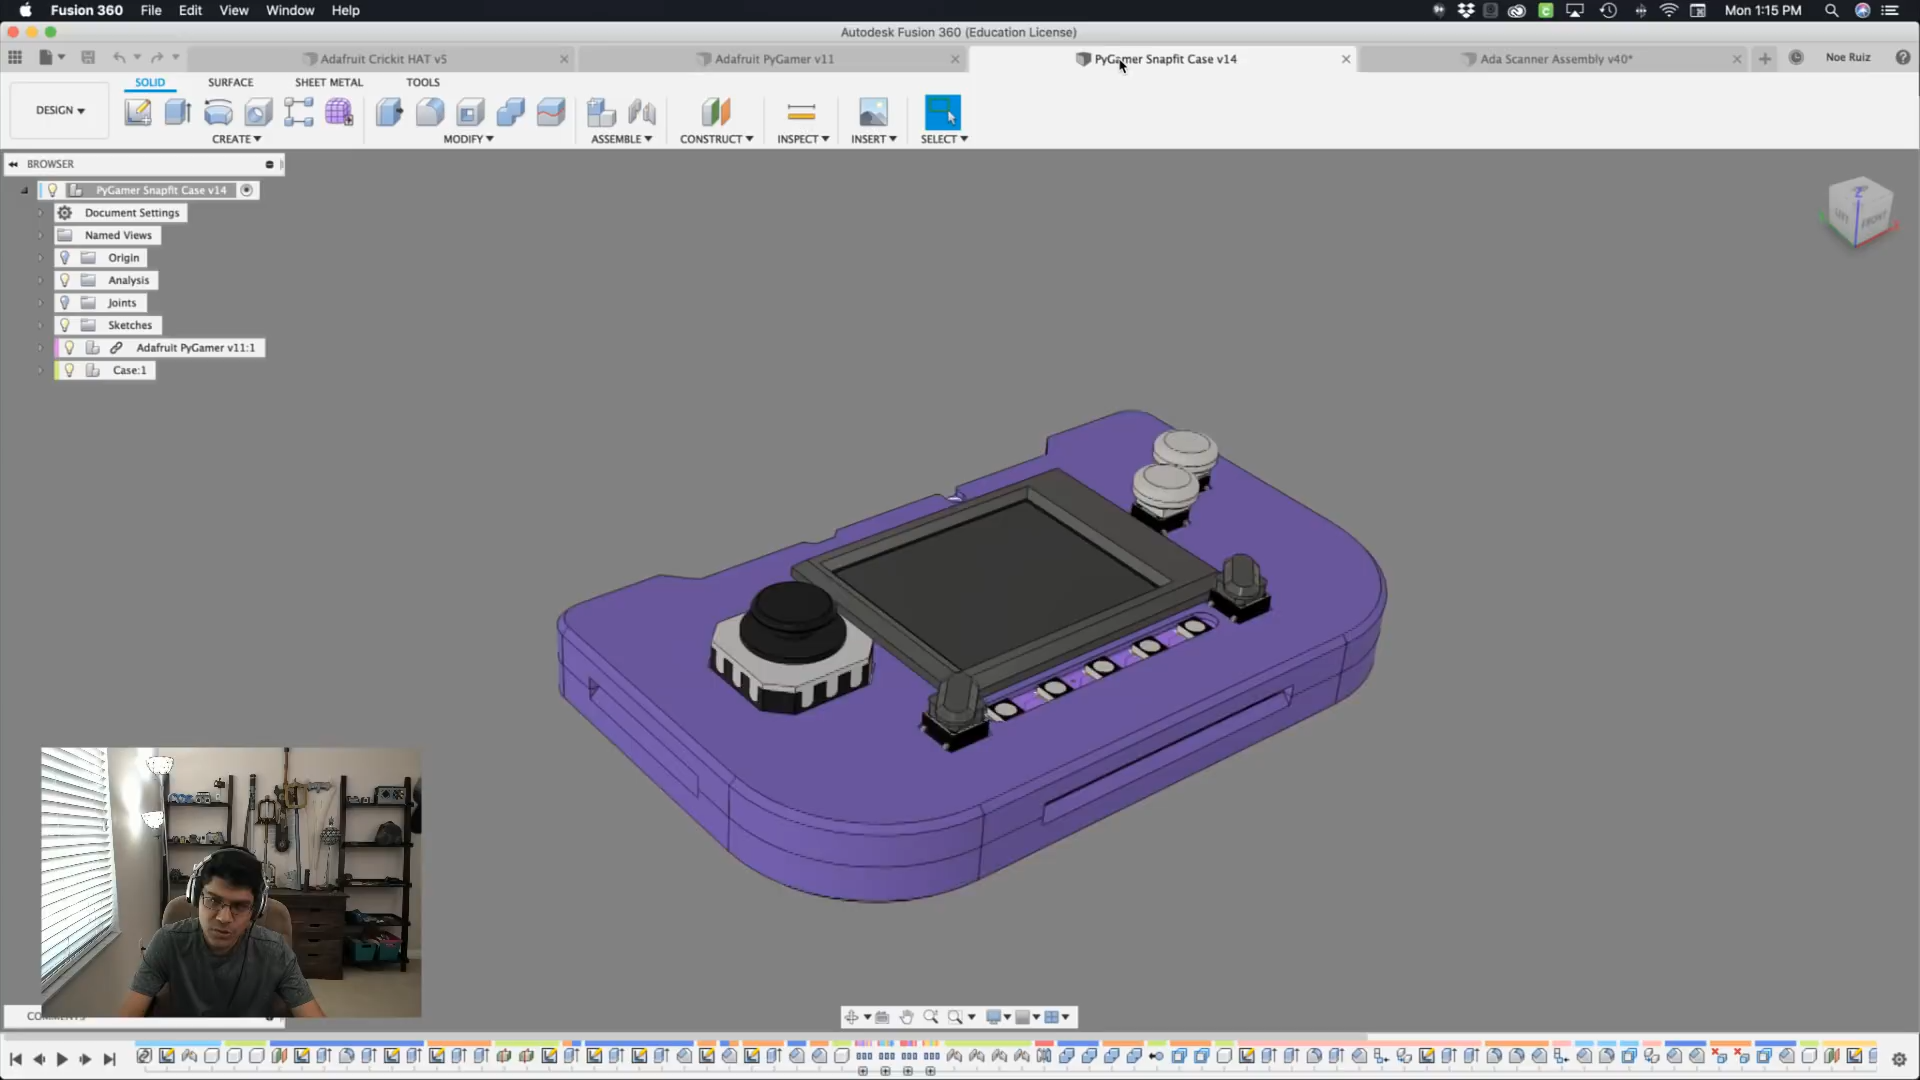 Fusion 360 File Edit View Window Help Mon 1:15 PM
Autodesk Fusion 360 (Education License)
Adafruit Crickit HAT v5 Adafruit PyGamer v11 PyGamer Snapfit Case v14 Ada Scanner Assembly v40* Noe Ruiz
SOLID SURFACE SHEET METAL TOOLS
DESIGN
CREATE MODIFY ASSEMBLE CONSTRUCT INSPECT INSERT SELECT
BROWSER
PyGamer Snapfit Case v14
Document Settings
Named Views
Origin
Analysis
Joints
Sketches
Adafruit PyGamer v11:1
Case:1
Z
LEFT FRONT
COMMENTS